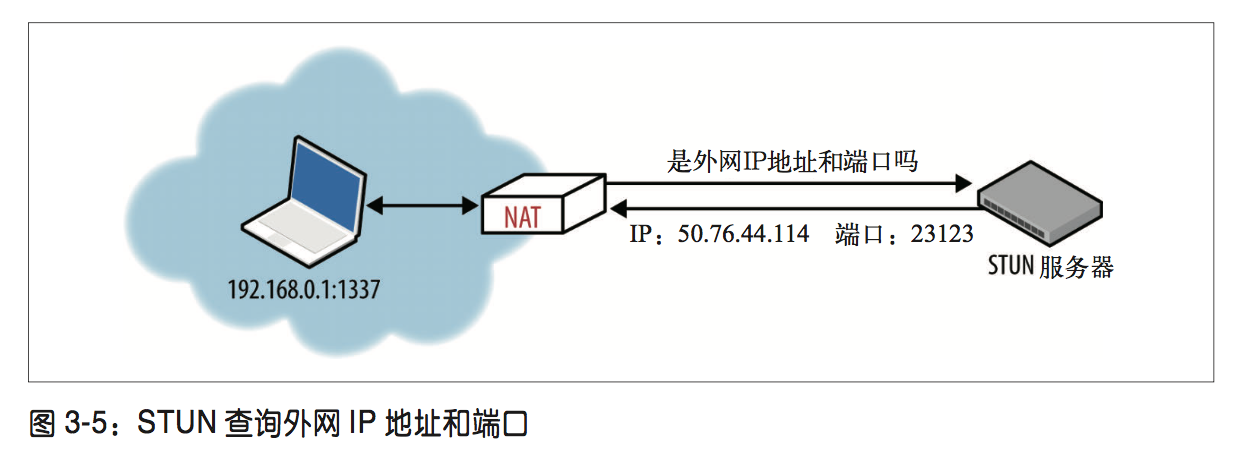 是外网IP地址和端口吗
NAT
IP：50.76.44.114 端口：23123
STUN 服务器
192.168.0.1:1337
图 3-5：STUN 查询外网 IP 地址和端口